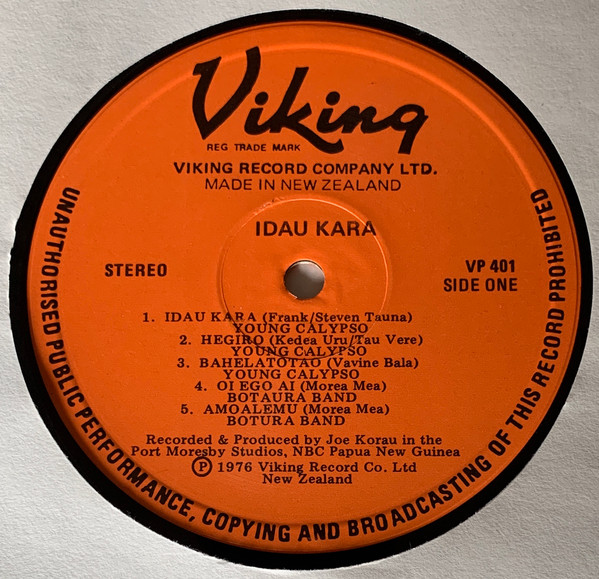 Viking
REG TRADE MARK
VIKING RECORD COMPANY LTD.
MADE IN NEW ZEALAND
IDAU KARA
STEREO
VP 401
SIDE ONE
1. IDAU KARA (Frank/Steven Tauna)
YOUNG CALYPSO
2. HEGIRO (Kedea Uru/Tau Vere)
YOUNG CALYPSO
3. BAHELATOTAO (Vavine Bala)
YOUNG CALYPSO
4. OI EGO AI (Morea Mea)
BOTAURA BAND
5. AMOALEMU (Morea Mea)
BOTURA BAND
Recorded & Produced by Joe Korau in the
Port Moresby Studios, NBC Papua New Guinea
Ⓟ 1976 Viking Record Co. Ltd
New Zealand
UNAUTHORISED PUBLIC PERFORMANCE, COPYING AND BROADCASTING OF THIS RECORD PROHIBITED